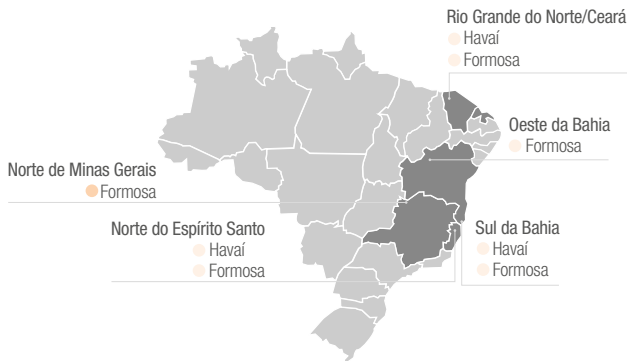 Rio Grande do Norte/Ceará
Havaí
Formosa
Oeste da Bahia
Formosa
Norte de Minas Gerais
Formosa
Norte do Espírito Santo
Havaí
Formosa
Sul da Bahia
Havaí
Formosa